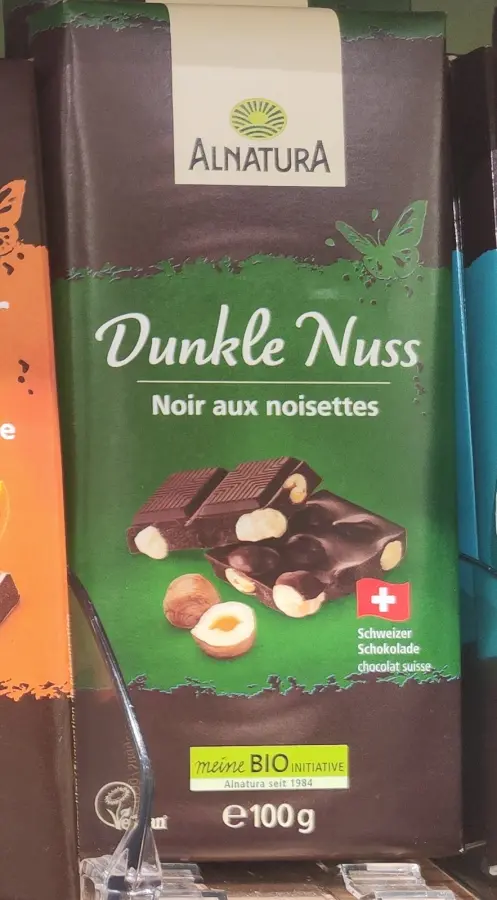 ALNATURA
Dunkle Nuss
Noir aux noisettes
Schweizer
Schokolade
chocolat suisse
meine BIO INITIATIVE
Alnatura seit 1984
e100g